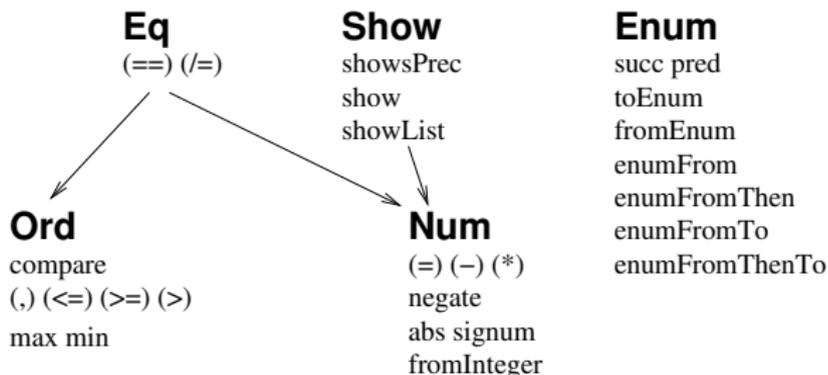 Eq
(==) (/=)
Show
showsPrec
show
showList
Enum
succ pred
toEnum
fromEnum
enumFrom
enumFromThen
enumFromTo
enumFromThenTo
Ord
compare
(,) (<=) (>=) (>)
max min
Num
(=) (−) (*)
negate
abs signum
fromInteger